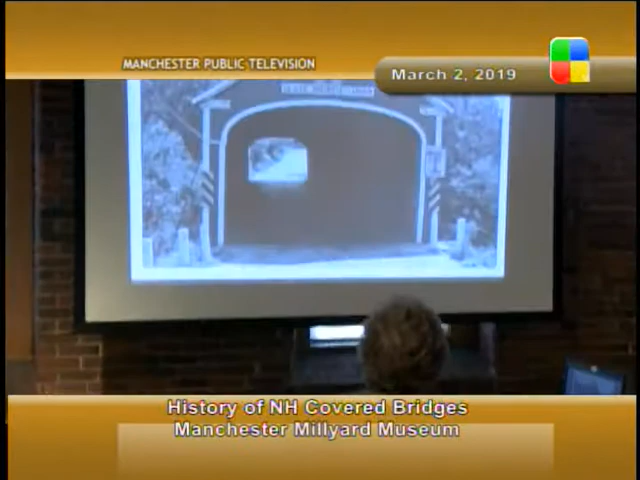 MANCHESTER PUBLIC TELEVISION
March 2, 2019
History of NH Covered Bridges
Manchester Millyard Museum